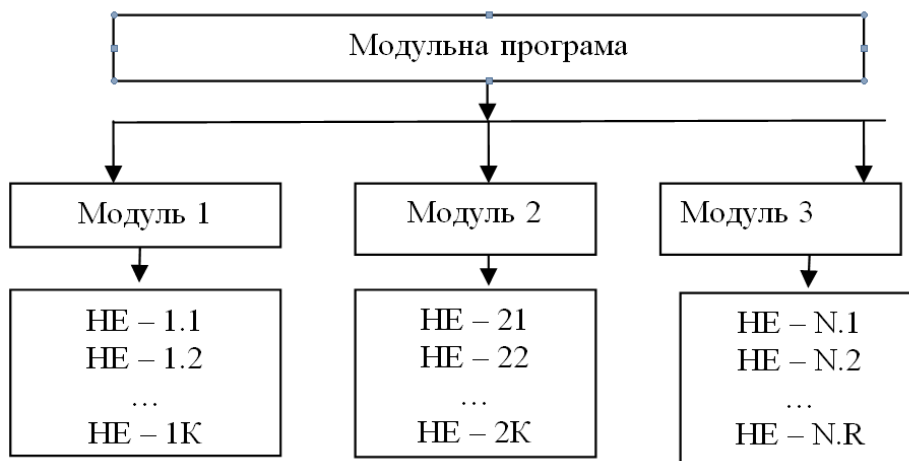 Модульна програма
Модуль 1
Модуль 2
Модуль 3
НЕ – 1.1
НЕ – 1.2
…
НЕ – 1К
НЕ – 21
НЕ – 22
…
НЕ – 2К
НЕ – N.1
НЕ – N.2
…
НЕ – N.R